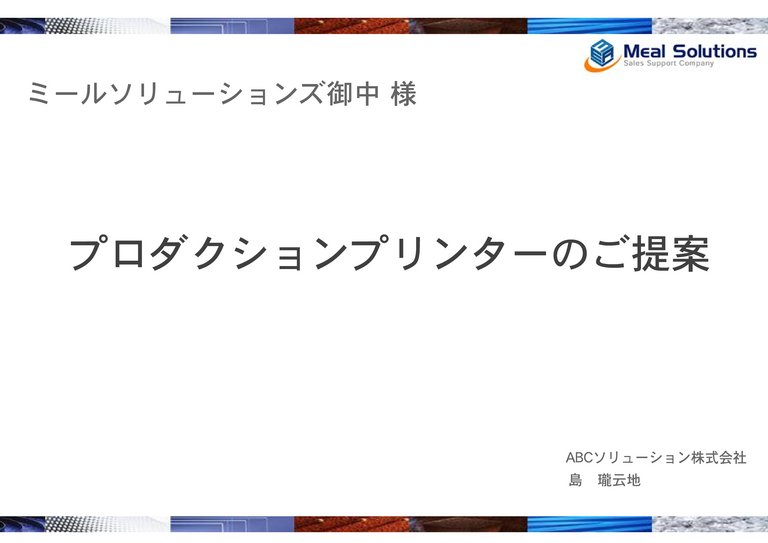 Meal Solutions
Sales Support Company
ミールソリューションズ御中 様
プロダクションプリンターのご提案
ABCソリューション株式会社
島　瓏云地